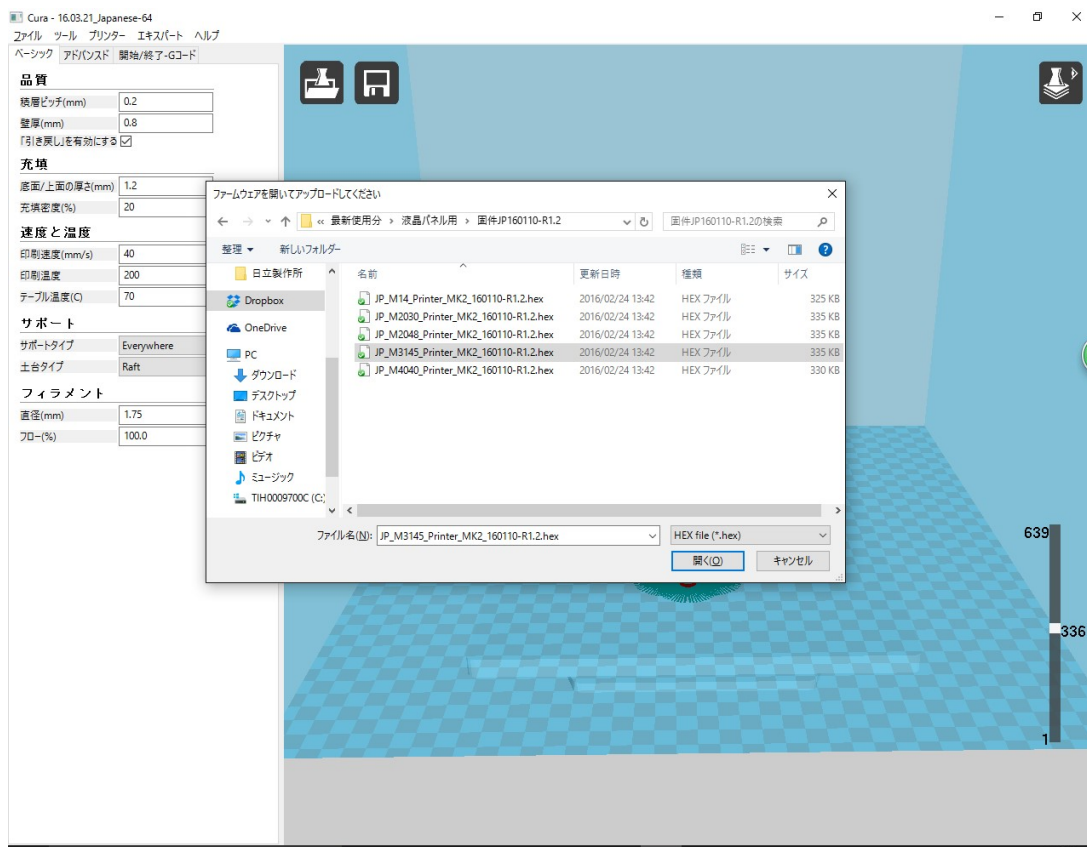 Cura - 16.03.21_Japanese-64
ファイル ツール プリンター エキスパート ヘルプ
ベーシック アドバンスド 開始/終了-Gコード
品質
積層ピッチ(mm) 0.2
壁厚(mm) 0.8
「引き戻し」を有効にする
充填
底面/上面の厚さ(mm) 1.2
充填密度(%) 20
速度と温度
印刷速度(mm/s) 40
印刷温度 200
テーブル温度(C) 70
サポート
サポートタイプ Everywhere
土台タイプ Raft
フィラメント
直径(mm) 1.75
フロー(%) 100.0
ファームウェアを開いてアップロードしてください
« 最新使用分 › 液晶パネル用 › 固件JP160110-R1.2
固件JP160110-R1.2の検索
整理 新しいフォルダー
日立製作所
Dropbox
OneDrive
PC
ダウンロード
デスクトップ
ドキュメント
ピクチャ
ビデオ
ミュージック
TIH0009700C (C:)
名前 更新日時 種類 サイズ
JP_M14_Printer_MK2_160110-R1.2.hex 2016/02/24 13:42 HEX ファイル 325 KB
JP_M2030_Printer_MK2_160110-R1.2.hex 2016/02/24 13:42 HEX ファイル 335 KB
JP_M2048_Printer_MK2_160110-R1.2.hex 2016/02/24 13:42 HEX ファイル 335 KB
JP_M3145_Printer_MK2_160110-R1.2.hex 2016/02/24 13:42 HEX ファイル 335 KB
JP_M4040_Printer_MK2_160110-R1.2.hex 2016/02/24 13:42 HEX ファイル 330 KB
ファイル名(N): JP_M3145_Printer_MK2_160110-R1.2.hex HEX file (*.hex)
開く(O) キャンセル
639
336
1